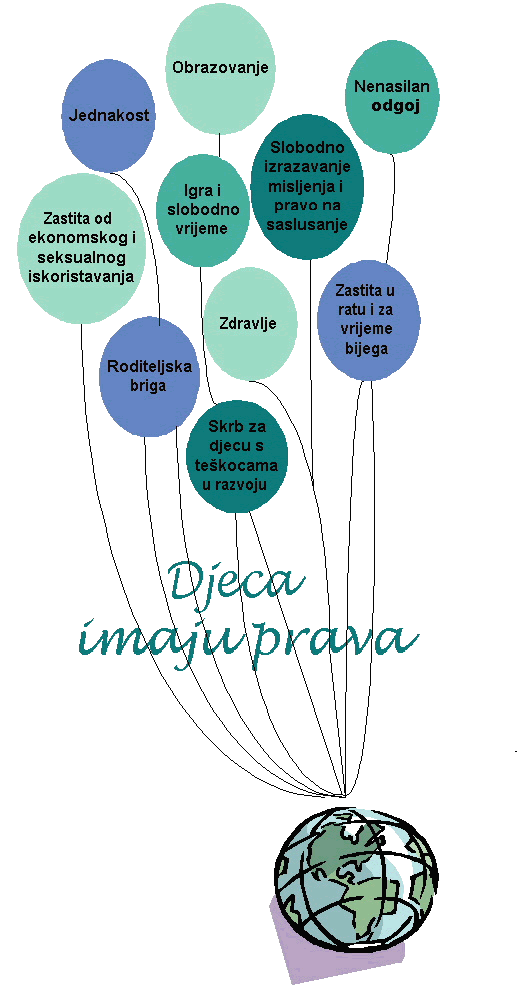 Obrazovanje
Nenasilan
odgoj
Jednakost
Slobodno
izrazavanje
misljenja i
pravo na
saslusanje
Igra i
slobodno
vrijeme
Zastita od
ekonomskog i
seksualnog
iskoristavanja
Zastita u
ratu i za
vrijeme
bijega
Zdravlje
Roditeljska
briga
Skrb za
djecu s
teškocama
u razvoju
Djeca
imaju prava